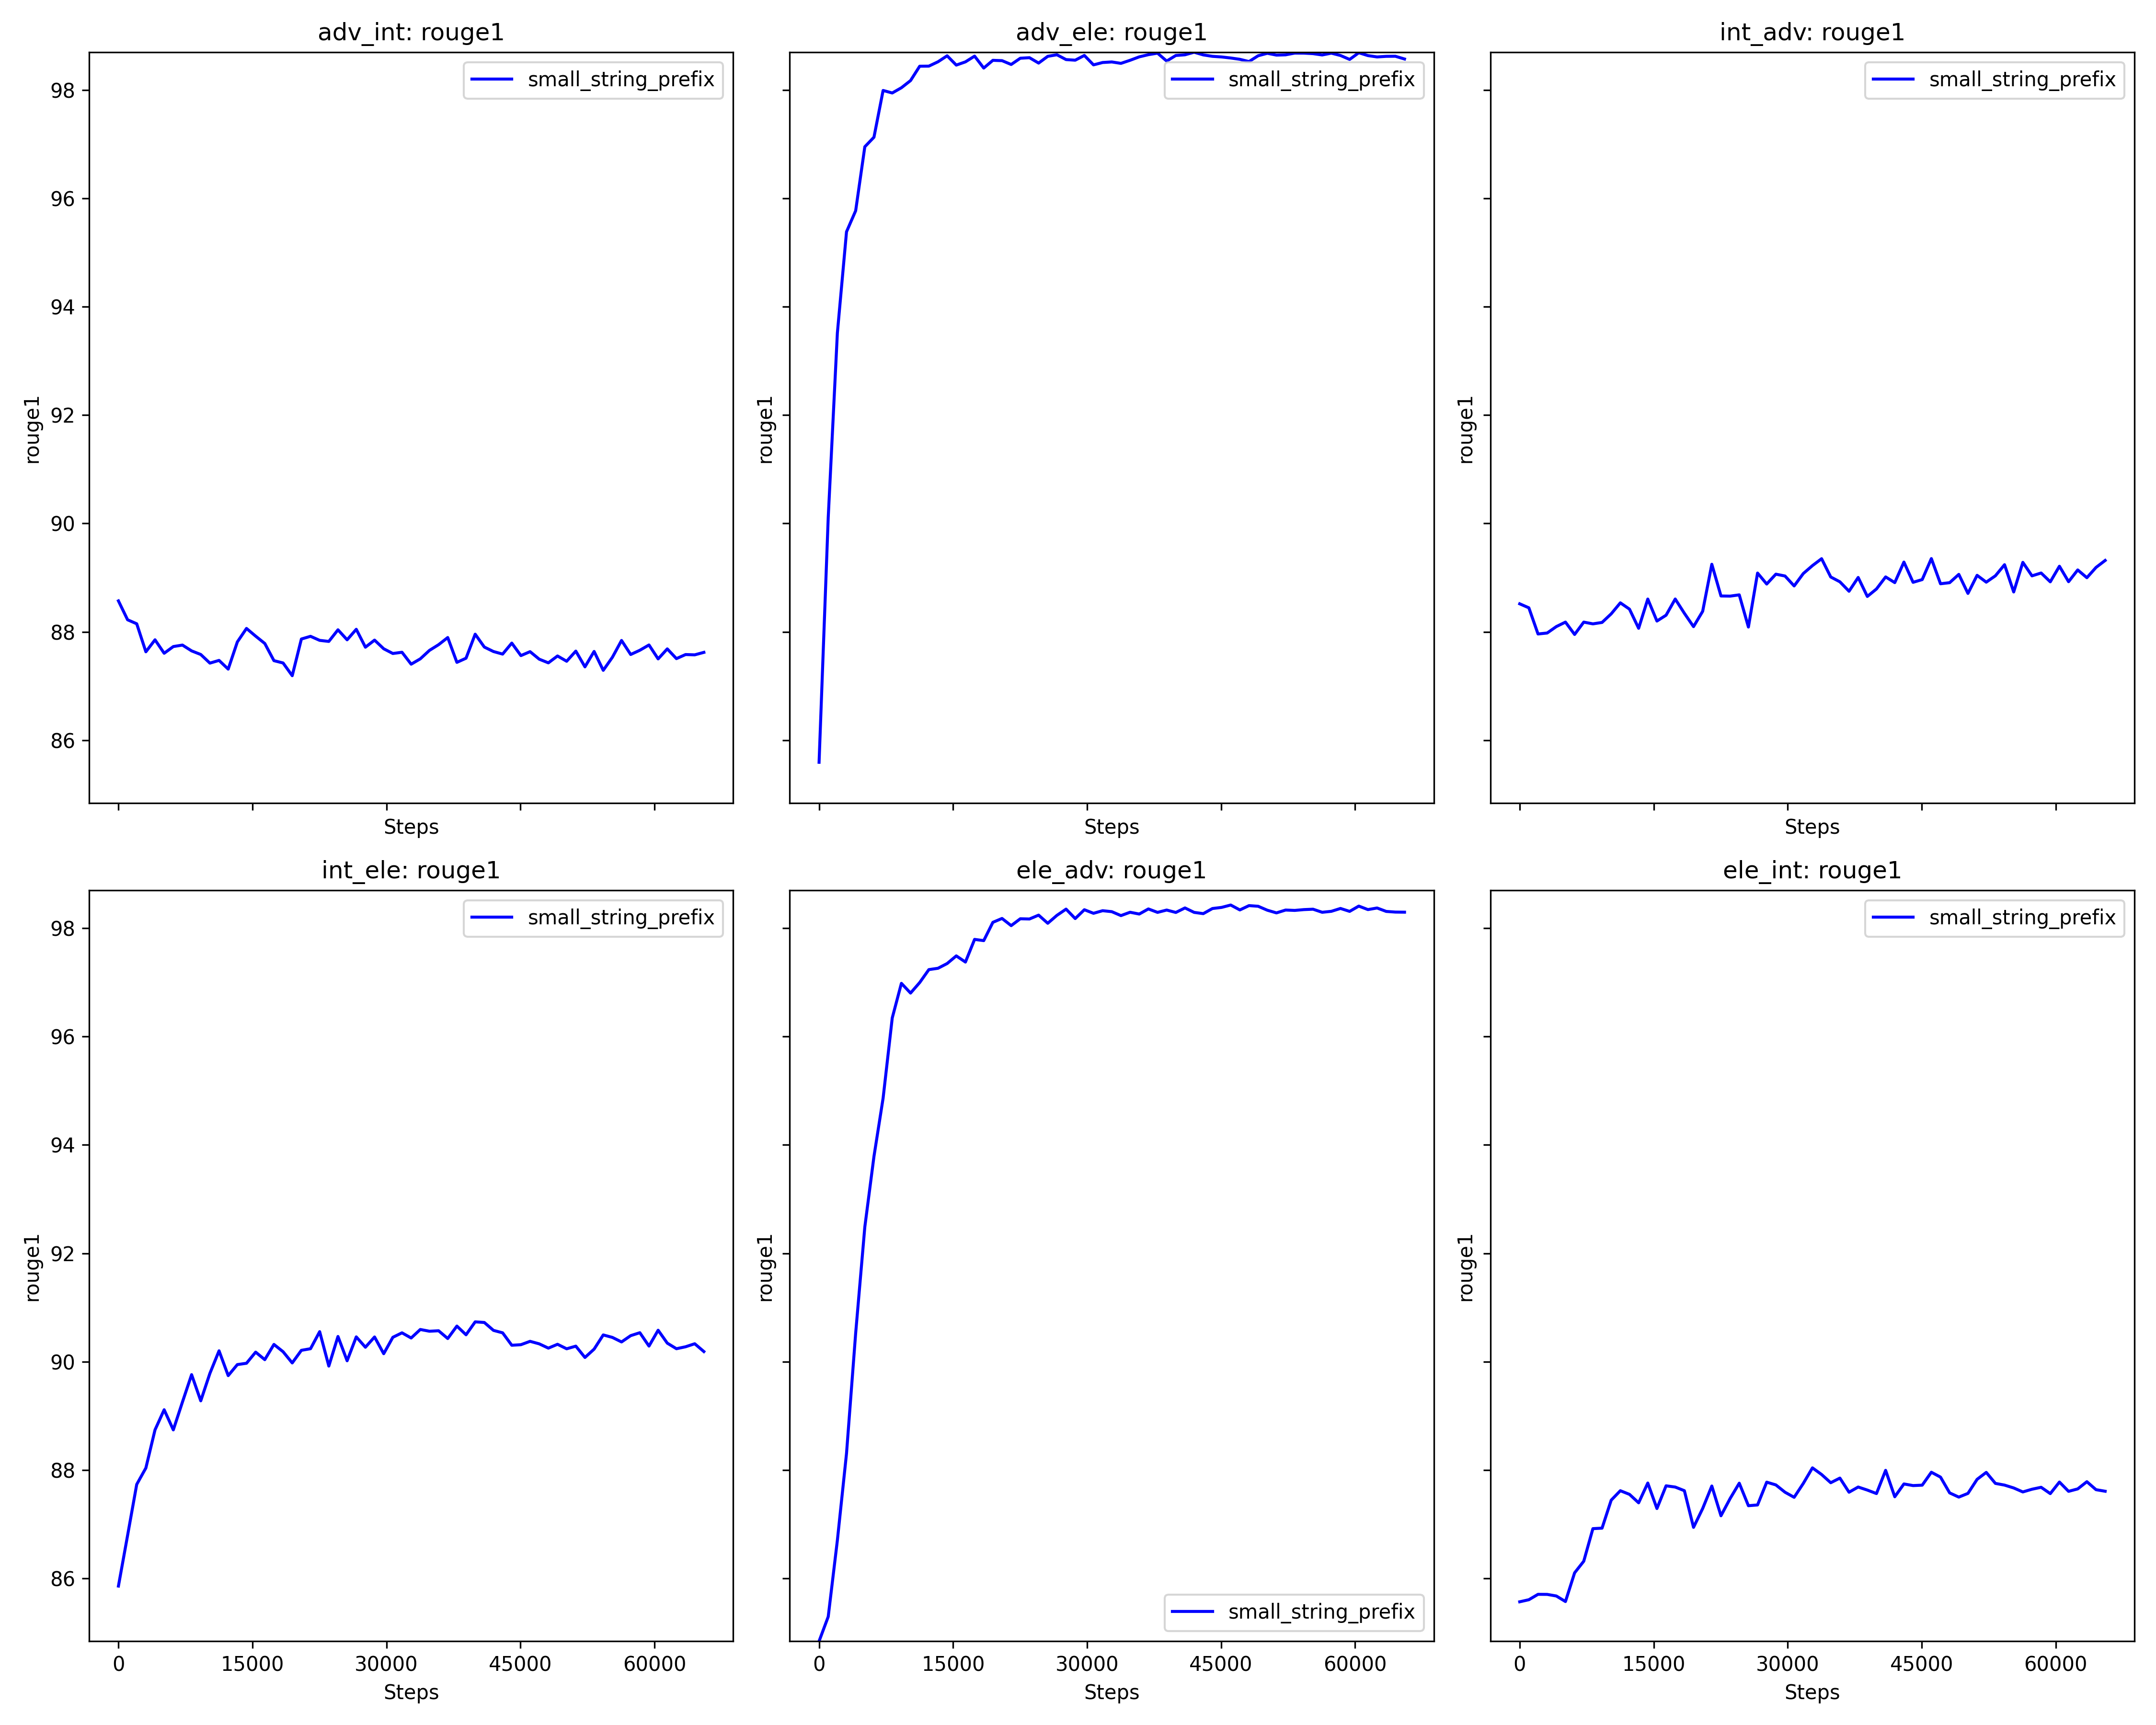 adv_int: rouge1
small_string_prefix
98
96
94
92
90
88
86
rouge1
Steps
adv_ele: rouge1
small_string_prefix
rouge1
Steps
int_adv: rouge1
small_string_prefix
rouge1
Steps
int_ele: rouge1
small_string_prefix
98
96
94
92
90
88
86
rouge1
0 15000 30000 45000 60000
Steps
ele_adv: rouge1
small_string_prefix
rouge1
0 15000 30000 45000 60000
Steps
ele_int: rouge1
small_string_prefix
rouge1
0 15000 30000 45000 60000
Steps